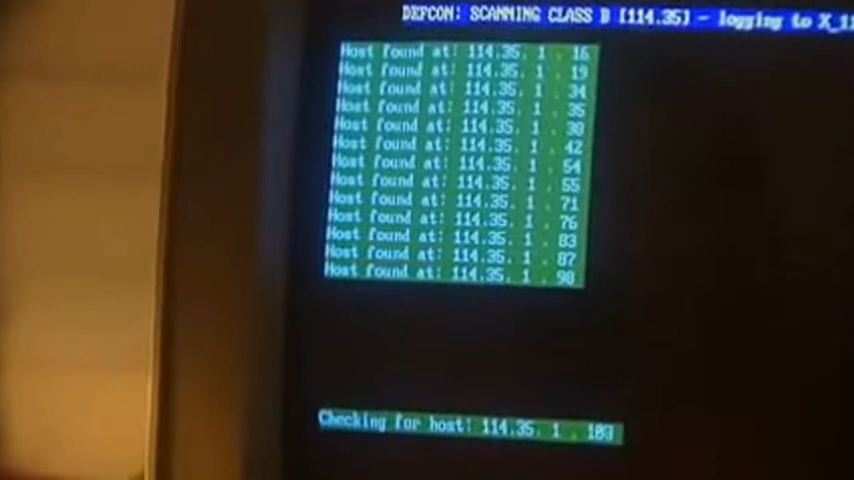 DEFCON: SCANNING CLASS B [114.35] - logging to
Host found at: 114.35. 1 . 16
Host found at: 114.35. 1 . 19
Host found at: 114.35. 1 . 34
Host found at: 114.35. 1 . 35
Host found at: 114.35. 1 . 38
Host found at: 114.35. 1 . 42
Host found at: 114.35. 1 . 54
Host found at: 114.35. 1 . 55
Host found at: 114.35. 1 . 71
Host found at: 114.35. 1 . 76
Host found at: 114.35. 1 . 83
Host found at: 114.35. 1 . 87
Host found at: 114.35. 1 . 98
Checking for host: 114.35. 1 .